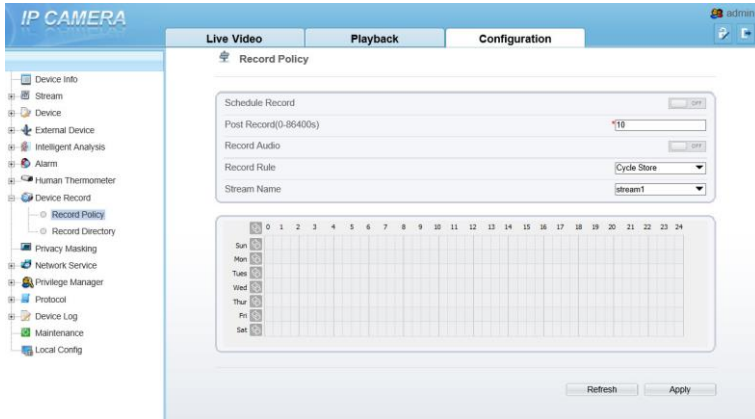 IP CAMERA
admin
Live Video Playback Configuration
Record Policy
Device Info
Stream
Device
External Device
Intelligent Analysis
Alarm
Human Thermometer
Device Record
Record Policy
Record Directory
Privacy Masking
Network Service
Privilege Manager
Protocol
Device Log
Maintenance
Local Config
Schedule Record OFF
Post Record(0-86400s) *10
Record Audio OFF
Record Rule Cycle Store
Stream Name stream1
0 1 2 3 4 5 6 7 8 9 10 11 12 13 14 15 16 17 18 19 20 21 22 23 24
Sun
Mon
Tues
Wed
Thur
Fri
Sat
Refresh Apply